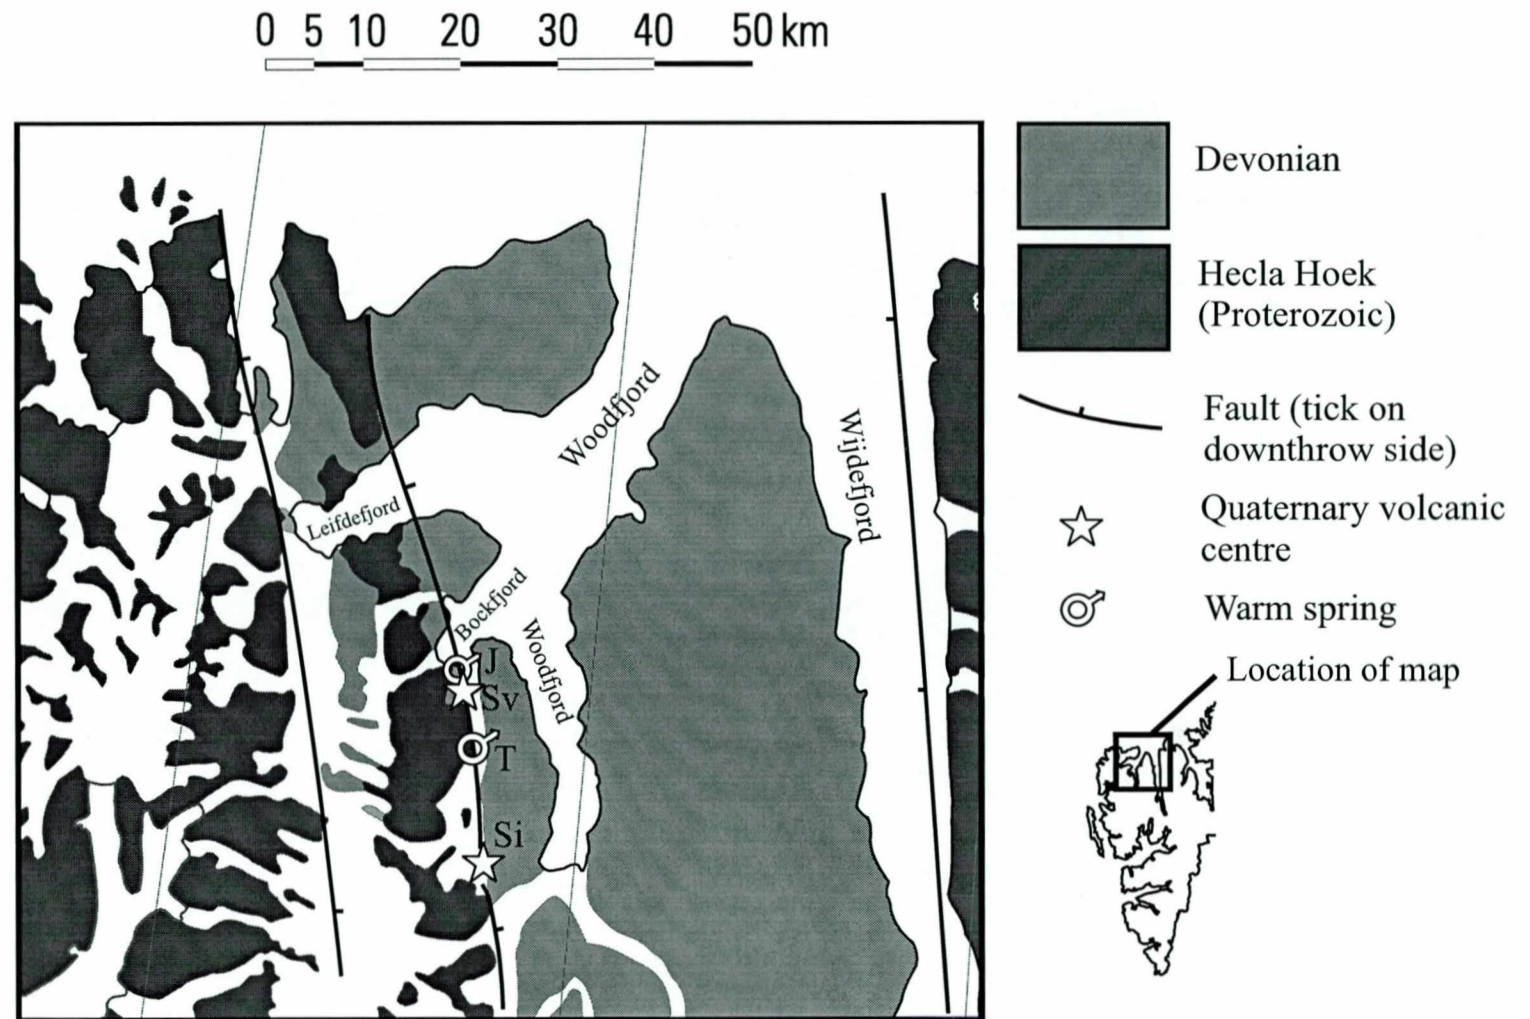 0 5 10 20 30 40 50 km
Devonian
Hecla Hoek
(Proterozoic)
Fault (tick on
downthrow side)
Quaternary volcanic
centre
Warm spring
Location of map
Woodfjord
Wijdefjord
Leifdefjord
Bockfjord
Woodfjord
J
Sv
T
Si